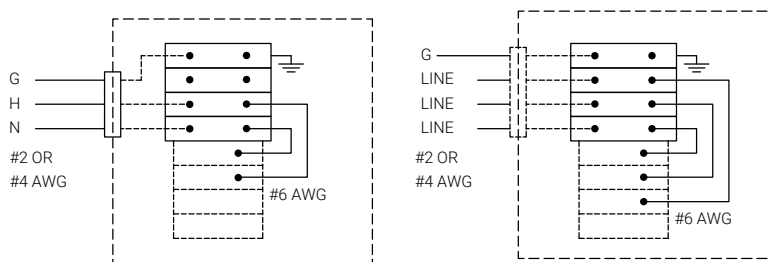 G
H
N
#2 OR
#4 AWG
#6 AWG
G
LINE
LINE
LINE
#2 OR
#4 AWG
#6 AWG